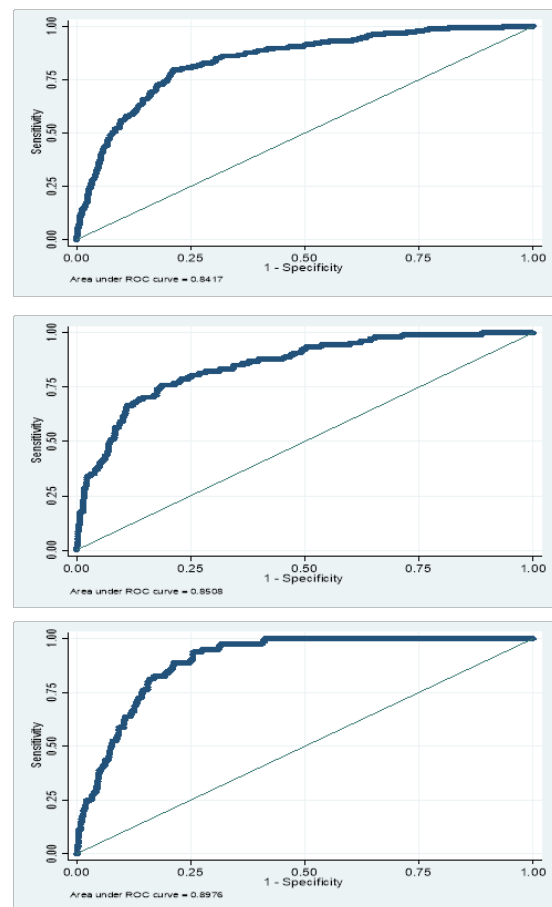 1.00
0.75
0.50
0.25
0.00
Sensitivity
0.00 0.25 0.50 0.75 1.00
1 - Specificity
Area under ROC curve = 0.8417
1.00
0.75
0.50
0.25
0.00
Sensitivity
0.00 0.25 0.50 0.75 1.00
1 - Specificity
Area under ROC curve = 0.8508
1.00
0.75
0.50
0.25
0.00
Sensitivity
0.00 0.25 0.50 0.75 1.00
1 - Specificity
Area under ROC curve = 0.8976